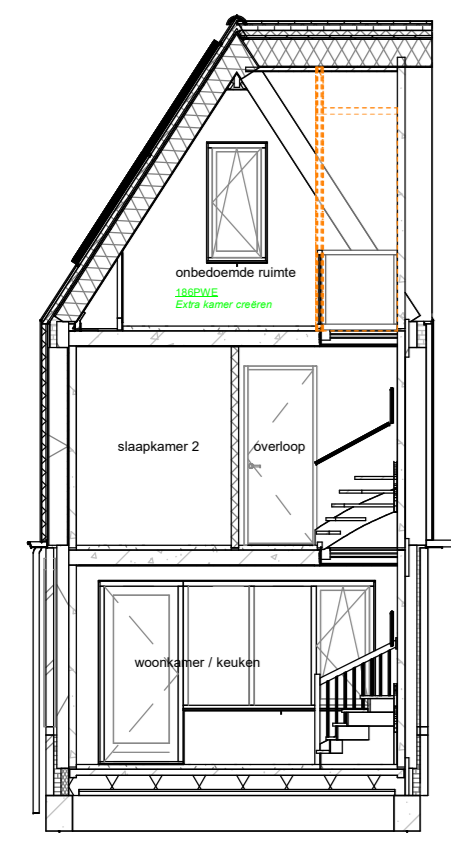 onbedoemde ruimte
186PWE
Extra kamer creëren
slaapkamer 2
overloop
woonkamer / keuken